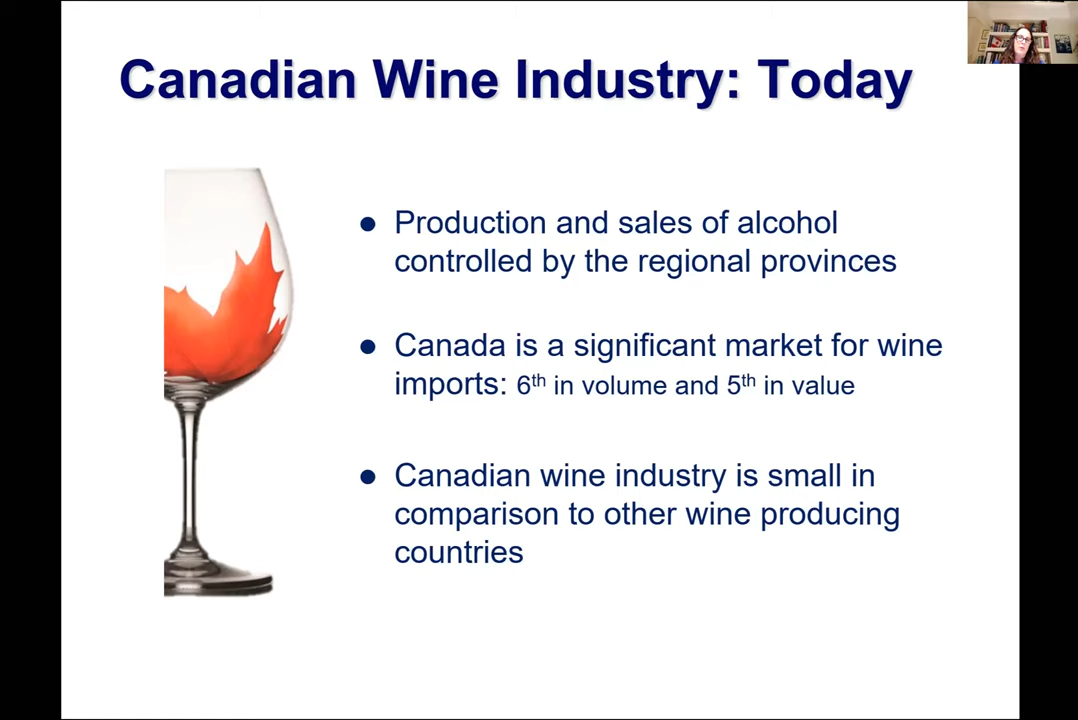 Canadian Wine Industry: Today
● Production and sales of alcohol
controlled by the regional provinces
● Canada is a significant market for wine
imports: 6th in volume and 5th in value
● Canadian wine industry is small in
comparison to other wine producing
countries